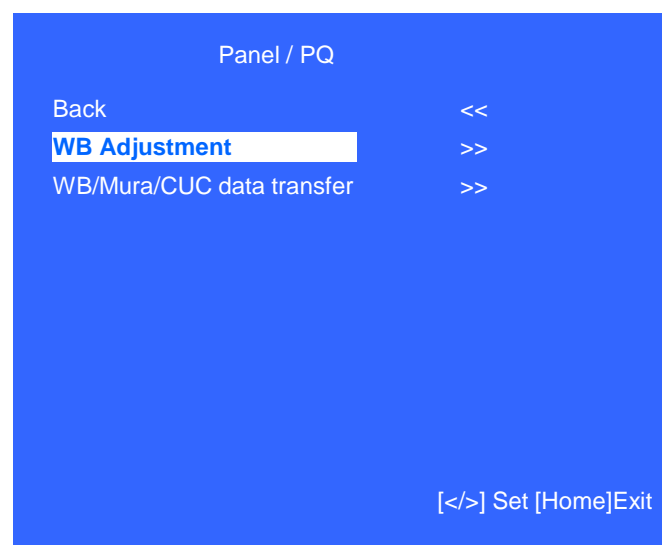 Panel / PQ
Back <<
WB Adjustment >>
WB/Mura/CUC data transfer >>
[</>] Set [Home]Exit